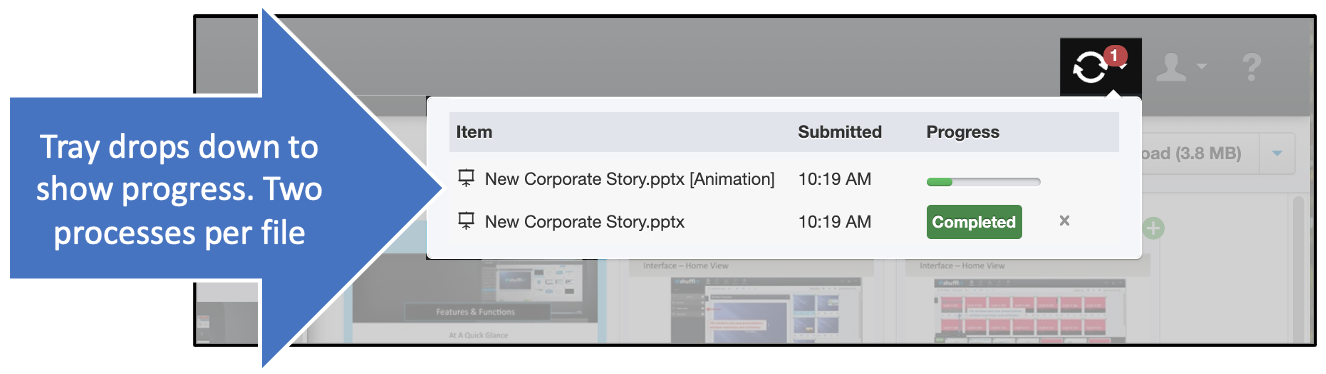 1
?
Item Submitted Progress
oad (3.8 MB)
Tray drops down to
show progress. Two
processes per file
New Corporate Story.pptx [Animation] 10:19 AM
New Corporate Story.pptx 10:19 AM Completed ×
Interface – Home View
Interface – Home View
Features & Functions
At A Quick Glance